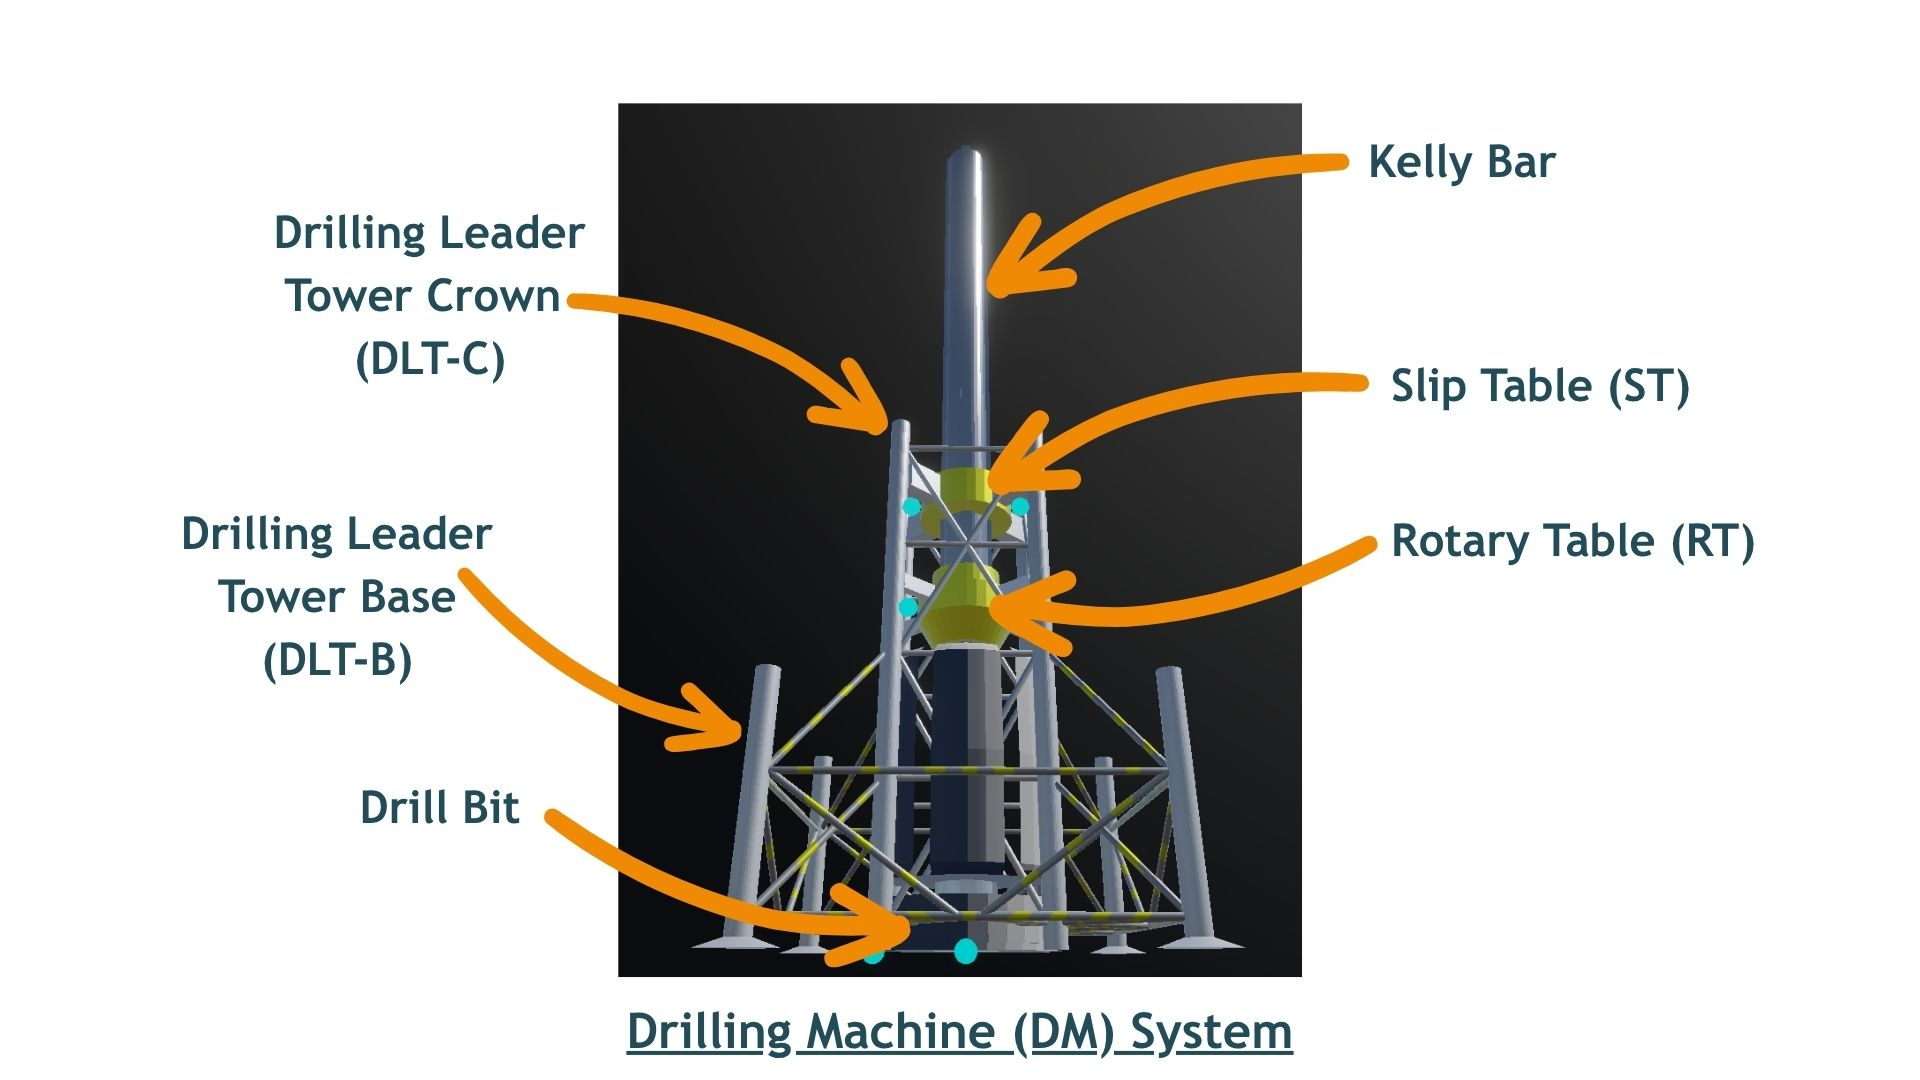 Kelly Bar
Drilling Leader
Tower Crown
(DLT-C)
Slip Table (ST)
Drilling Leader
Tower Base
(DLT-B)
Rotary Table (RT)
Drill Bit
Drilling Machine (DM) System